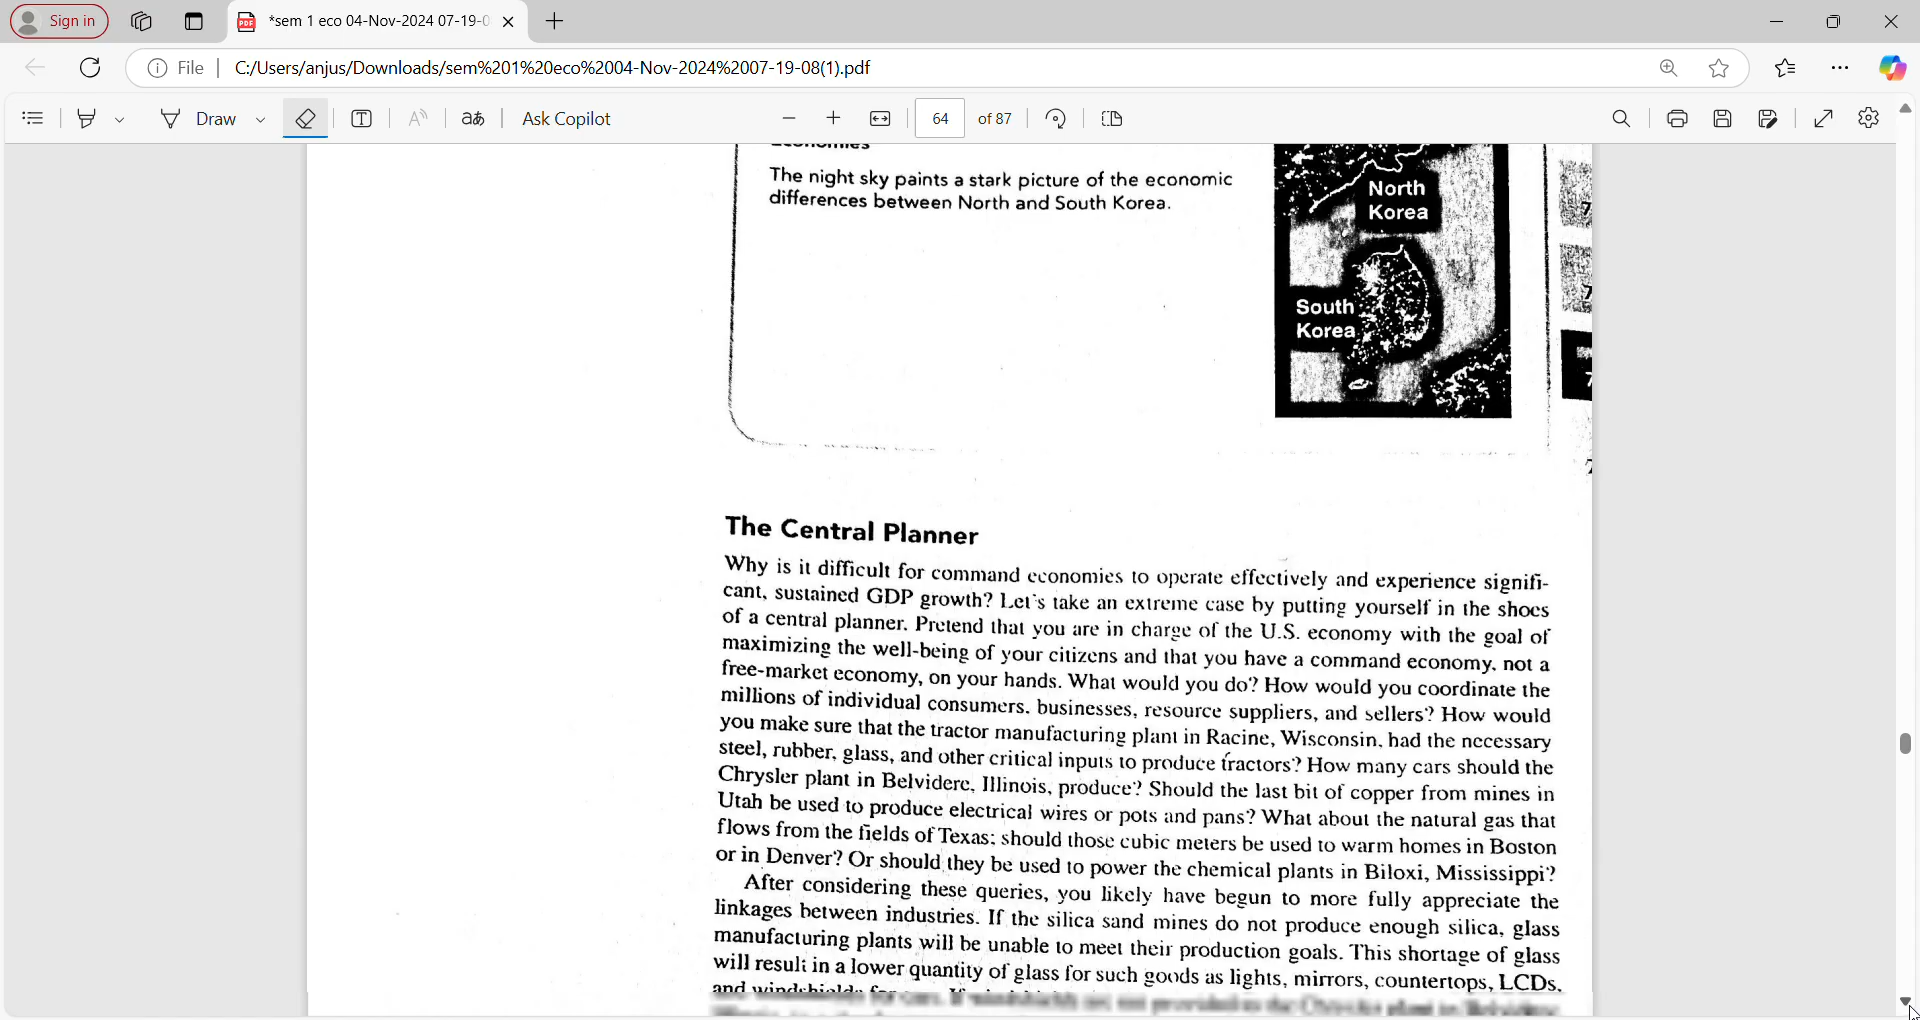 Sign in
*sem 1 eco 04-Nov-2024 07-19-0
File
C:/Users/anjus/Downloads/sem%201%20eco%2004-Nov-2024%2007-19-08(1).pdf
Draw
T
A
aあ
Ask Copilot
64 of 87
Economies
The night sky paints a stark picture of the economic
differences between North and South Korea.
North
Korea
South
Korea
The Central Planner
Why is it difficult for command economies to operate effectively and experience signifi-
cant, sustained GDP growth? Let's take an extreme case by putting yourself in the shoes
of a central planner. Pretend that you are in charge of the U.S. economy with the goal of
maximizing the well-being of your citizens and that you have a command economy, not a
free-market economy, on your hands. What would you do? How would you coordinate the
millions of individual consumers, businesses, resource suppliers, and sellers? How would
you make sure that the tractor manufacturing plant in Racine, Wisconsin, had the necessary
steel, rubber, glass, and other critical inputs to produce tractors? How many cars should the
Chrysler plant in Belvidere, Illinois, produce? Should the last bit of copper from mines in
Utah be used to produce electrical wires or pots and pans? What about the natural gas that
flows from the fields of Texas; should those cubic meters be used to warm homes in Boston
or in Denver? Or should they be used to power the chemical plants in Biloxi, Mississippi?
After considering these queries, you likely have begun to more fully appreciate the
linkages between industries. If the silica sand mines do not produce enough silica, glass
manufacturing plants will be unable to meet their production goals. This shortage of glass
will result in a lower quantity of glass for such goods as lights, mirrors, countertops, LCDs,
and windshields for cars. If